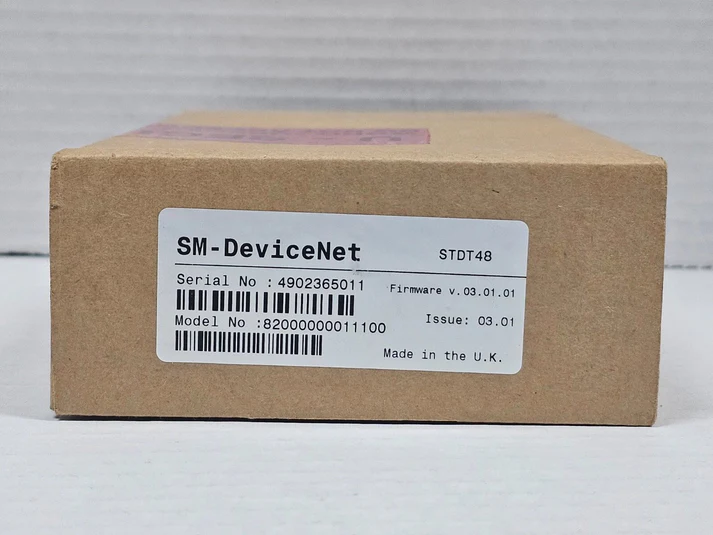 SM-DeviceNet STDT48
Serial No : 4902365011 Firmware v.03.01.01
Model No :82000000011100 Issue: 03.01
Made in the U.K.